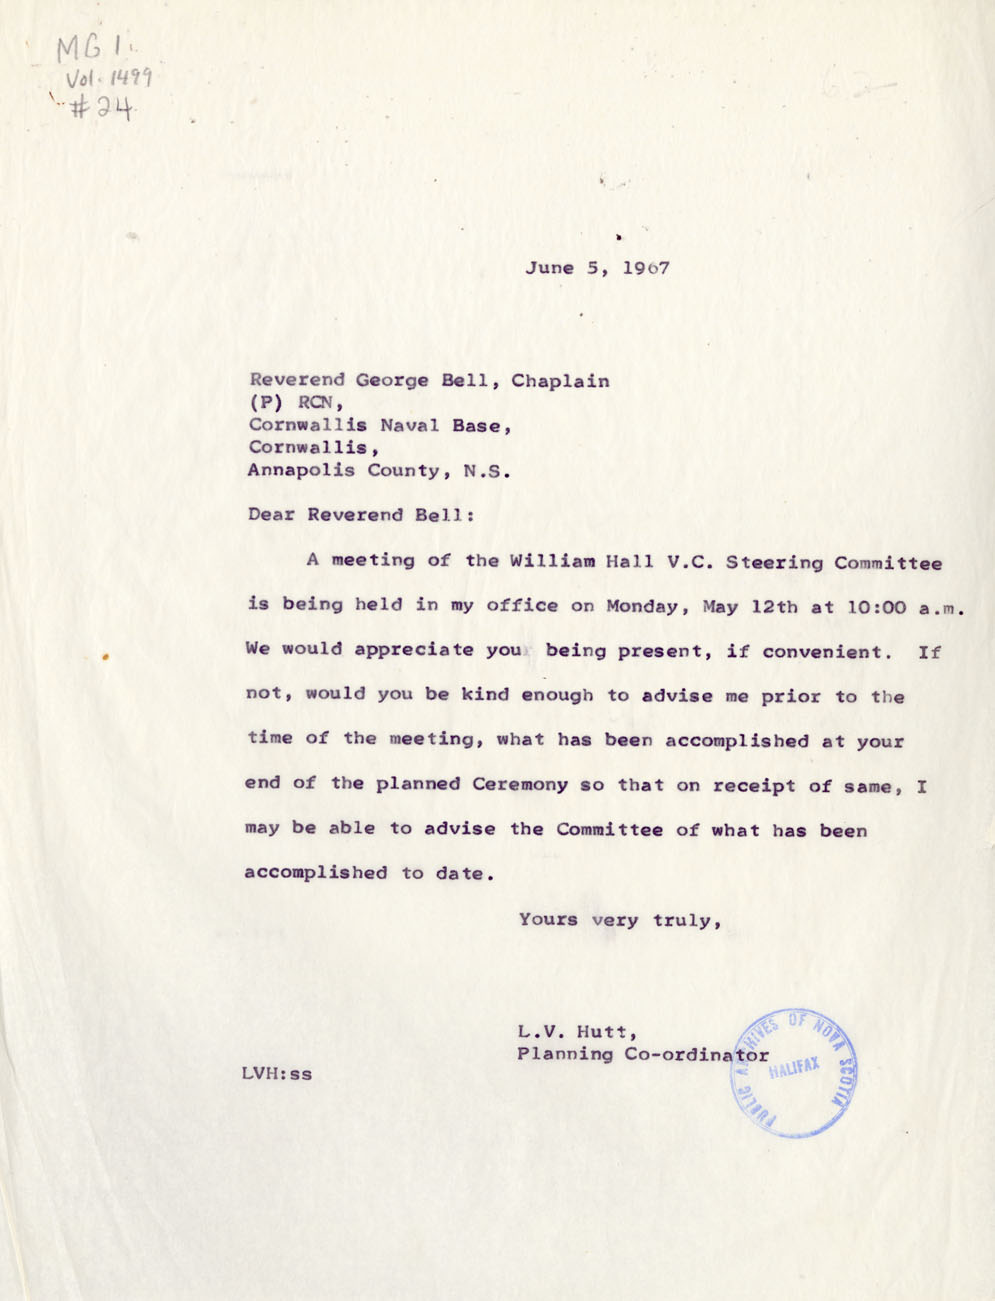 MG 1.
Vol. 1499
#24
June 5, 1967
Reverend George Bell, Chaplain
(P) RCN,
Cornwallis Naval Base,
Cornwallis,
Annapolis County, N.S.
Dear Reverend Bell:
A meeting of the William Hall V.C. Steering Committee
is being held in my office on Monday, May 12th at 10:00 a.m.
We would appreciate you being present, if convenient. If
not, would you be kind enough to advise me prior to the
time of the meeting, what has been accomplished at your
end of the planned Ceremony so that on receipt of same, I
may be able to advise the Committee of what has been
accomplished to date.
Yours very truly,
L.V. Hutt,
Planning Co-ordinator
LVH:ss
PUBLIC ARCHIVES OF NOVA SCOTIA
HALIFAX